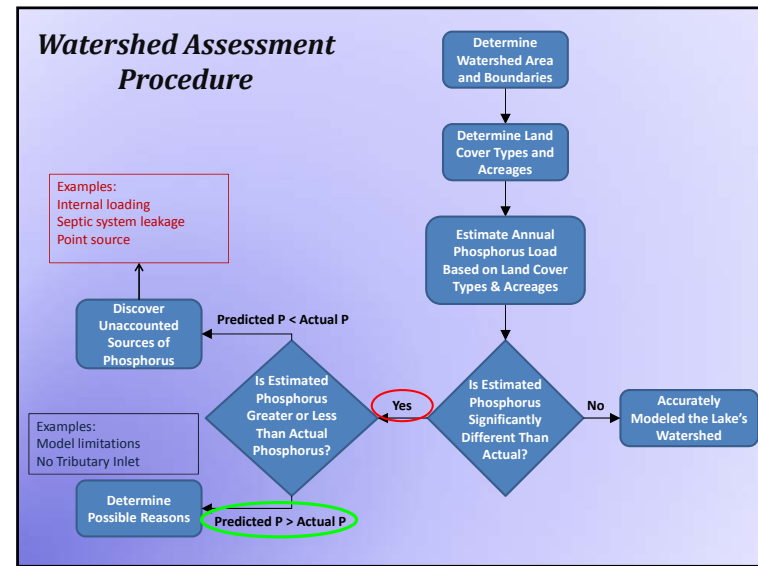 Watershed Assessment
Procedure
Determine
Watershed Area
and Boundaries
Determine Land
Cover Types and
Acreages
Estimate Annual
Phosphorus Load
Based on Land Cover
Types & Acreages
Is Estimated
Phosphorus
Significantly
Different Than
Actual?
No
Accurately
Modeled the Lake's
Watershed
Yes
Is Estimated
Phosphorus
Greater or Less
Than Actual
Phosphorus?
Predicted P < Actual P
Discover
Unaccounted
Sources of
Phosphorus
Examples:
Internal loading
Septic system leakage
Point source
Predicted P > Actual P
Determine
Possible Reasons
Examples:
Model limitations
No Tributary Inlet